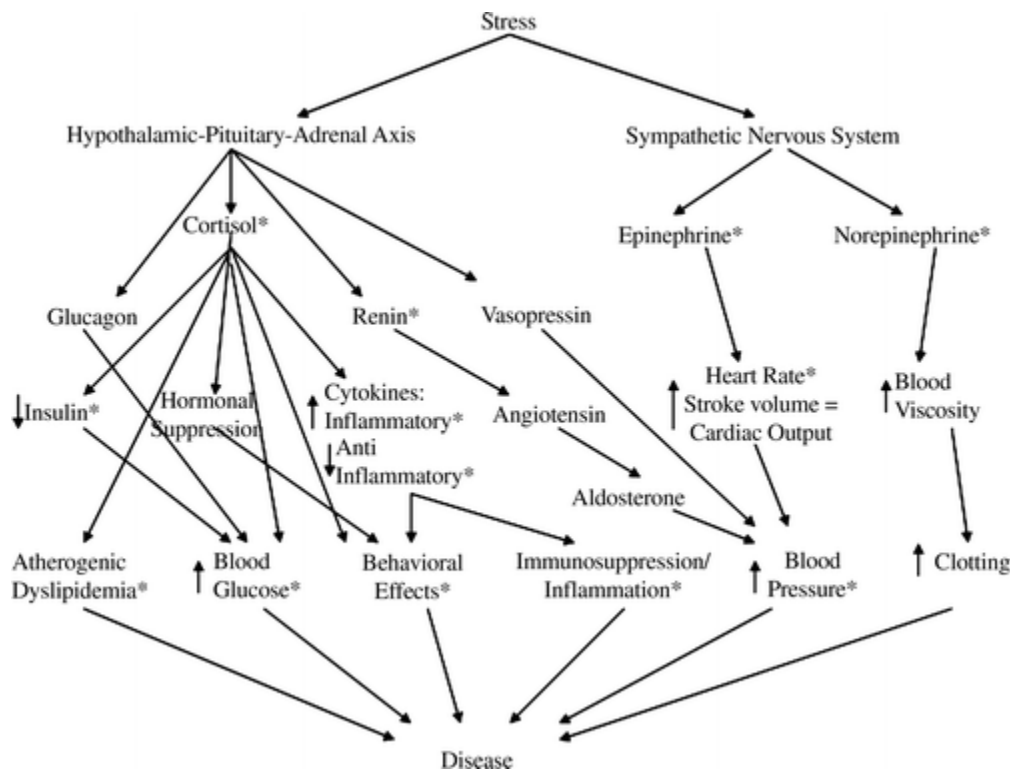 Stress
Hypothalamic-Pituitary-Adrenal Axis
Sympathetic Nervous System
Cortisol*
Epinephrine*
Norepinephrine*
Glucagon
Renin*
Vasopressin
Insulin*
Hormonal
Suppression
Cytokines:
Inflammatory*
Anti
Inflammatory*
Angiotensin
Heart Rate*
Stroke volume =
Cardiac Output
Blood
Viscosity
Aldosterone
Atherogenic
Dyslipidemia*
Blood
Glucose*
Behavioral
Effects*
Immunosuppression/
Inflammation*
Blood
Pressure*
Clotting
Disease